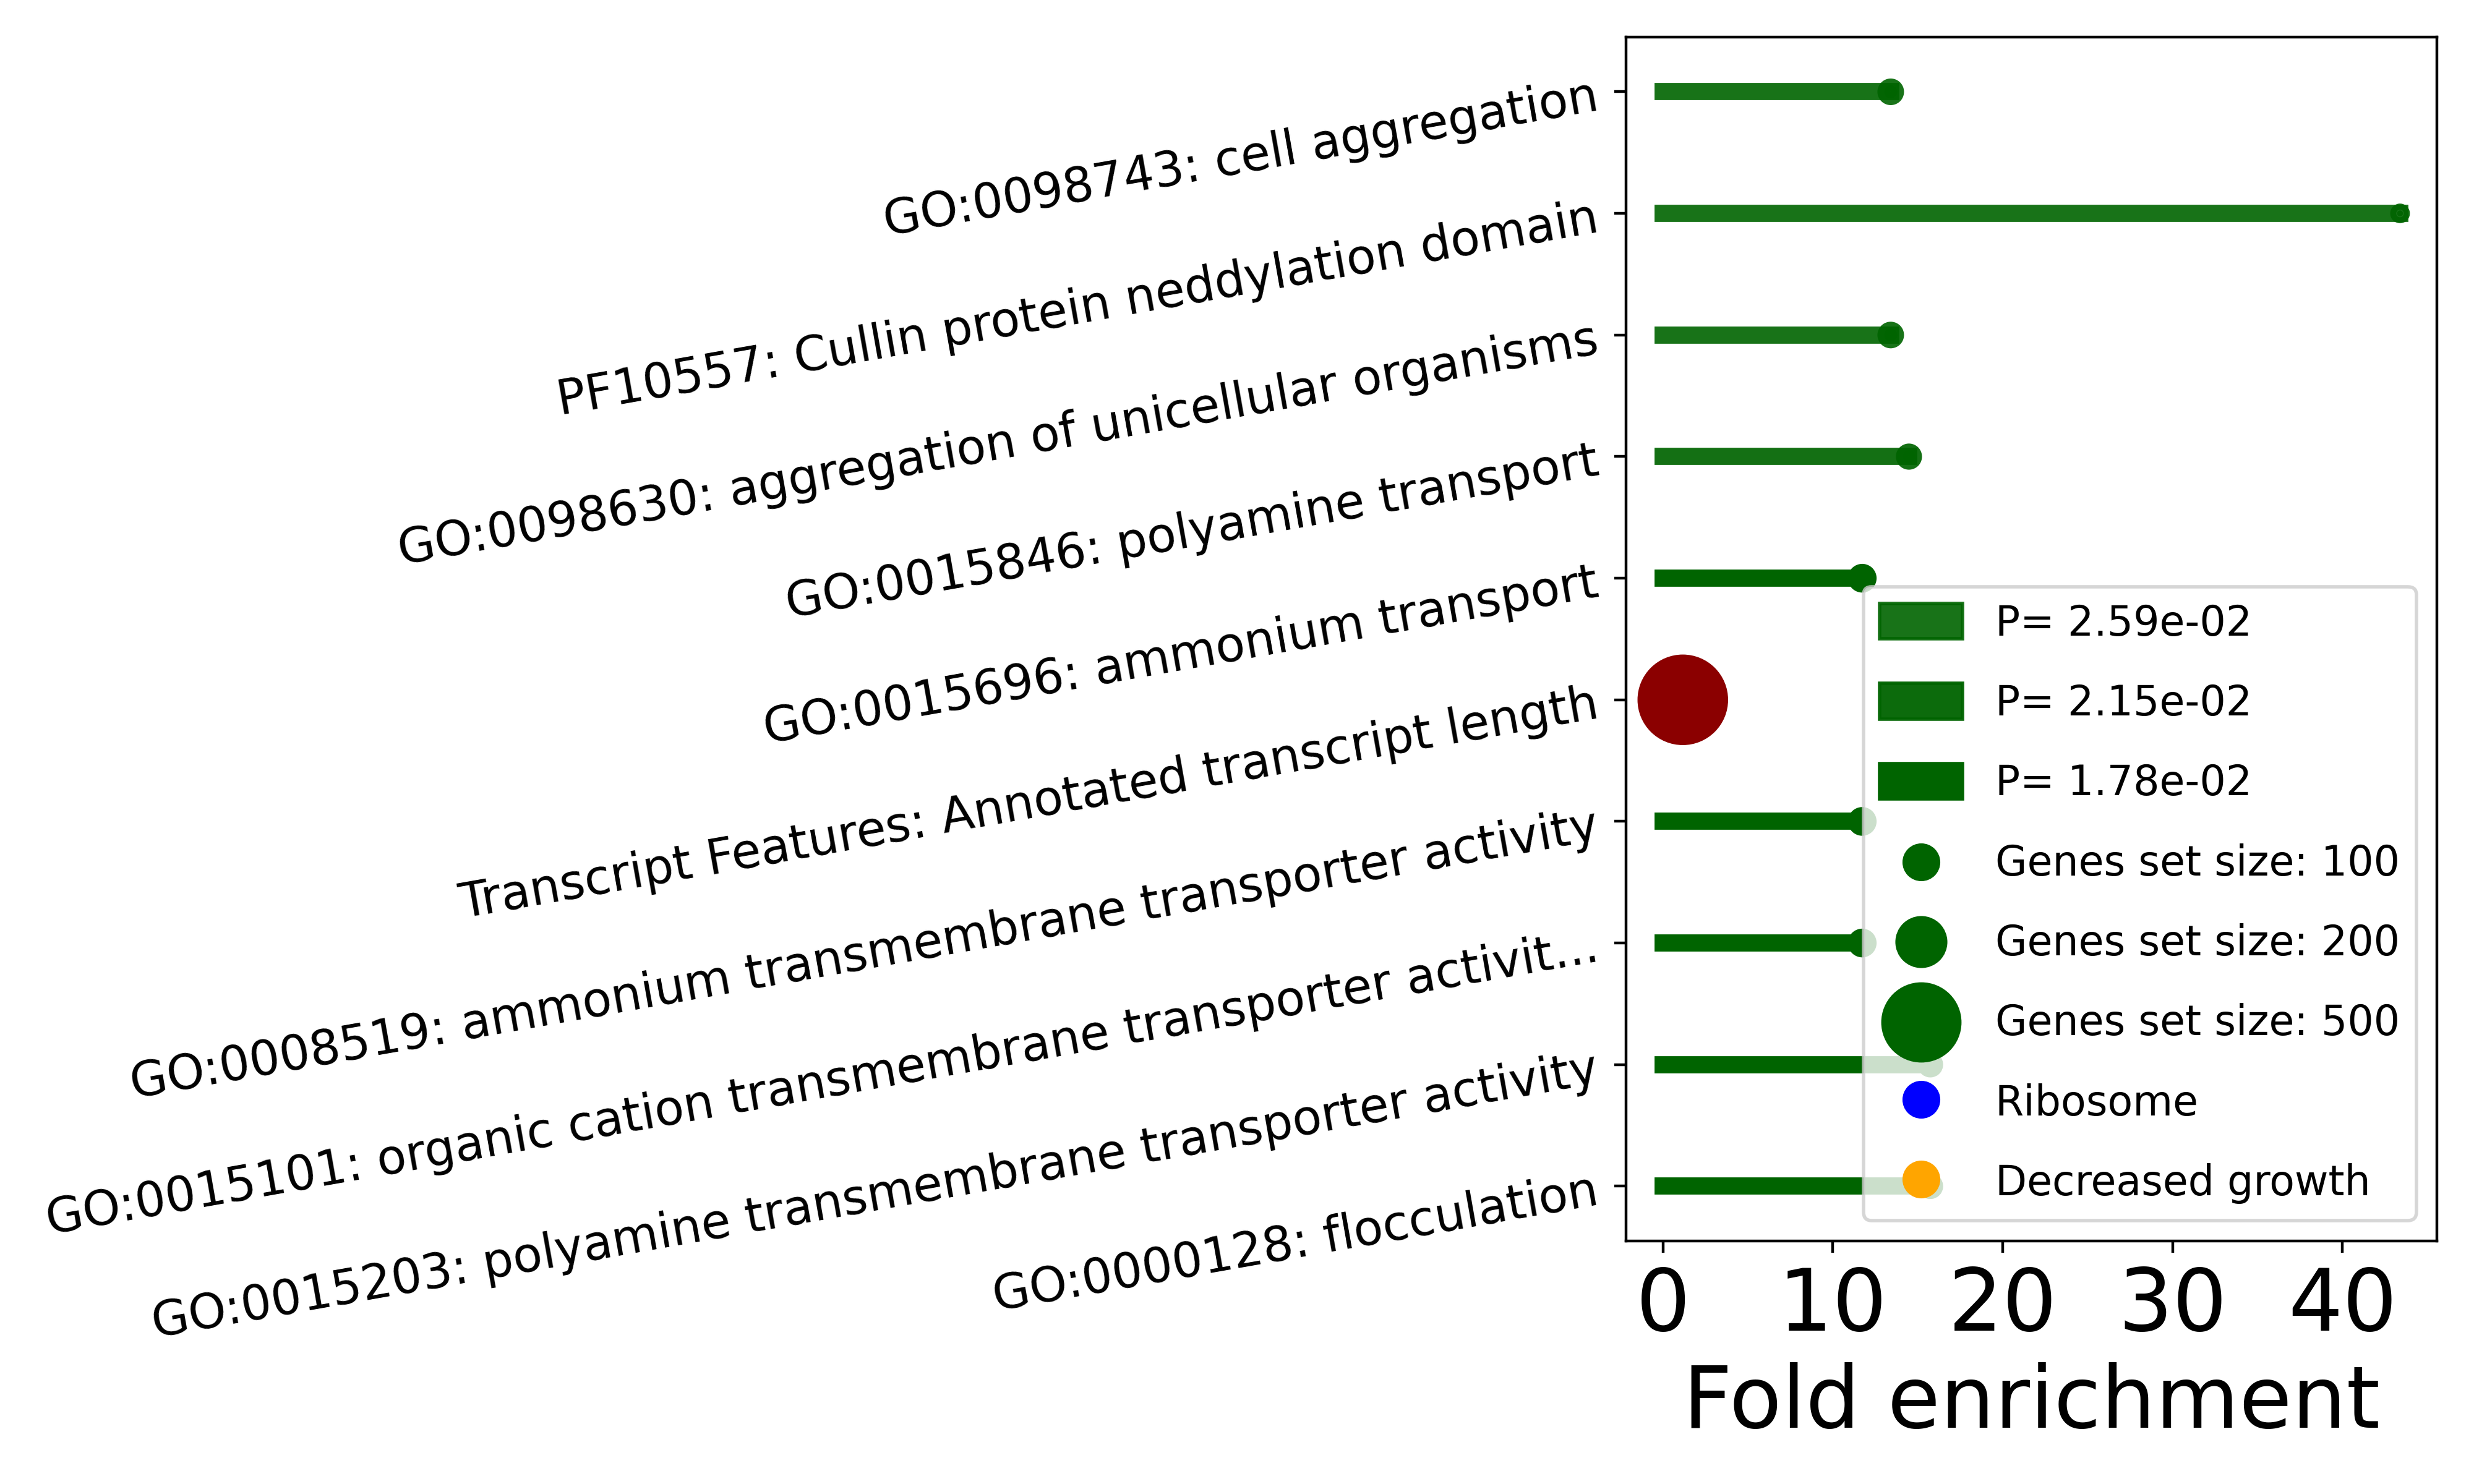 GO:0098743: cell aggregation
PF10557: Cullin protein neddylation domain
GO:0098630: aggregation of unicellular organisms
GO:0015846: polyamine transport
GO:0015696: ammonium transport
Transcript Features: Annotated transcript length
GO:0008519: ammonium transmembrane transporter activity
GO:0015101: organic cation transmembrane transporter activit...
GO:0015203: polyamine transmembrane transporter activity
GO:0000128: flocculation
P= 2.59e-02
P= 2.15e-02
P= 1.78e-02
Genes set size: 100
Genes set size: 200
Genes set size: 500
Ribosome
Decreased growth
0 10 20 30 40
Fold enrichment